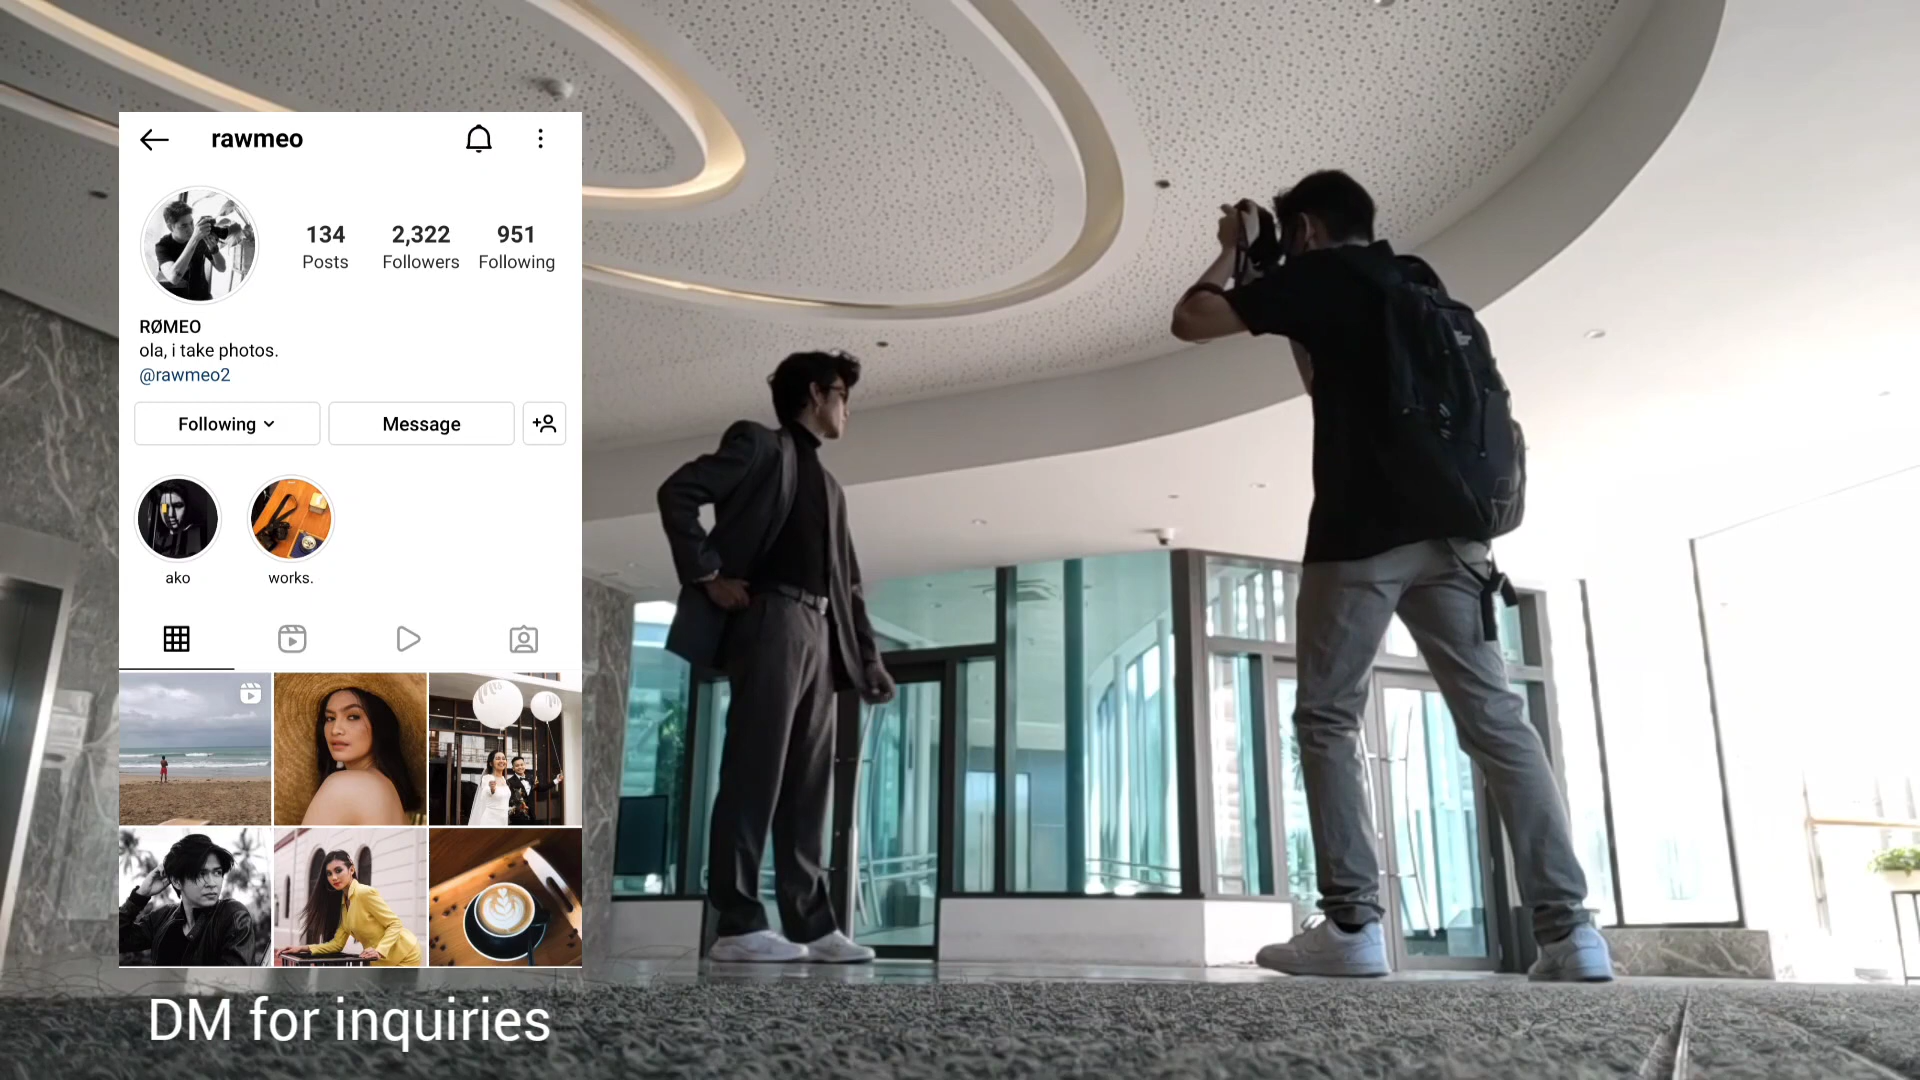 rawmeo
134
2,322
951
Posts
Followers
Following
RØMEO
ola, i take photos.
@rawmeo2
Following
Message
ako
works.
DM for inquiries